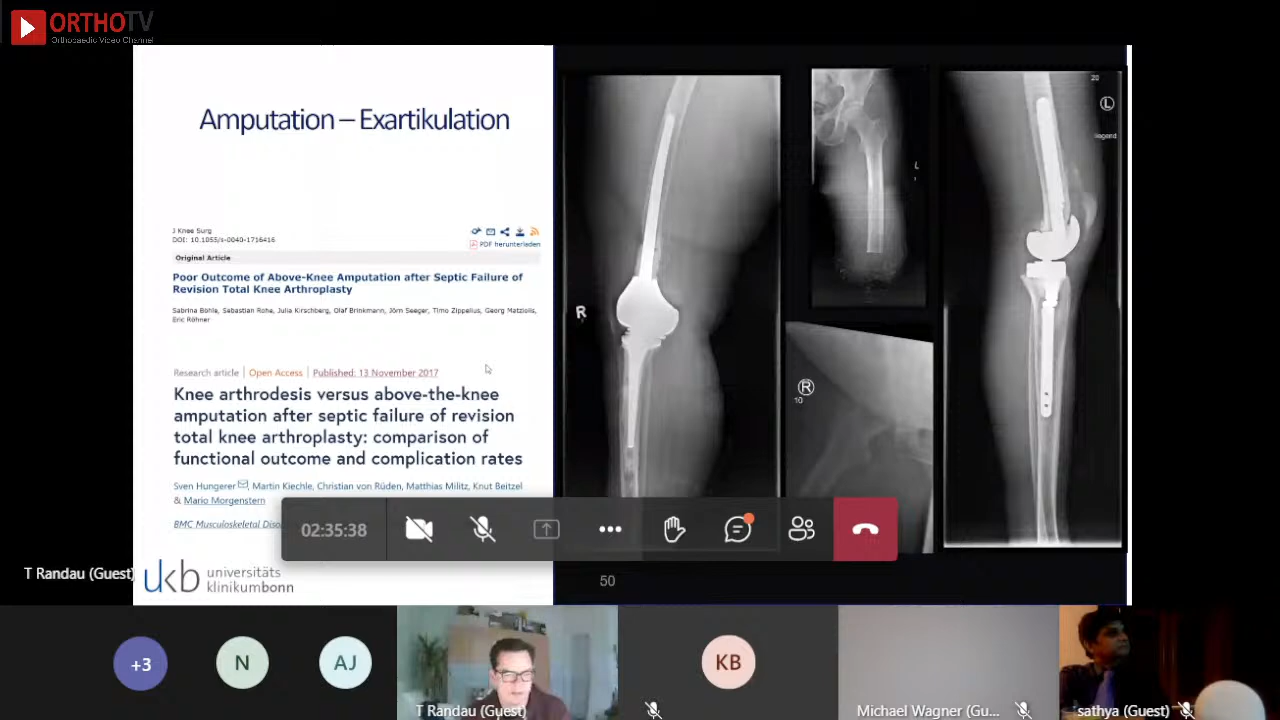 ORTHOTV
Orthopaedic Video Channel
Amputation – Exartikulation
J Knee Surg
DOI: 10.1055/s-0040-1716416
PDF herunterladen
Original Article
Poor Outcome of Above-Knee Amputation after Septic Failure of
Revision Total Knee Arthroplasty
Sabrina Böhle, Sebastian Rohe, Julia Kirschberg, Olaf Brinkmann, Jörn Seeger, Timo Zippelius, Georg Matziolis,
Eric Röhner
Research article | Open Access | Published: 13 November 2017
Knee arthrodesis versus above-the-knee
amputation after septic failure of revision
total knee arthroplasty: comparison of
functional outcome and complication rates
Sven Hungerer, Martin Kiechle, Christian von Rüden, Matthias Militz, Knut Beitzel
& Mario Morgenstern
BMC Musculoskeletal
ukb universitäts
klinikumbonn
R
L
R
10
20
L
liegend
02:35:38
50
T Randau (Guest)
+3
N
AJ
T Randau (Guest)
KB
Michael Wagner (Gu...
sathya (Guest)